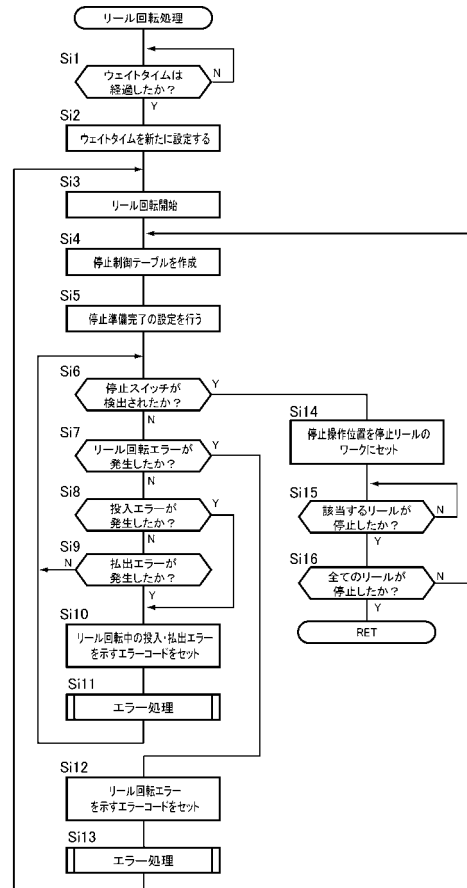 リール回転処理
Si1
ウェイトタイムは
経過したか？
N
Y
Si2
ウェイトタイムを新たに設定する
Si3
リール回転開始
Si4
停止制御テーブルを作成
Si5
停止準備完了の設定を行う
Si6
停止スイッチが
検出されたか？
Y
N
Si7
リール回転エラーが
発生したか？
Y
N
Si8
投入エラーが
発生したか？
Y
N
Si9
払出エラーが
発生したか？
N
Y
Si10
リール回転中の投入・払出エラー
を示すエラーコードをセット
Si11
エラー処理
Si12
リール回転エラー
を示すエラーコードをセット
Si13
エラー処理
Si14
停止操作位置を停止リールの
ワークにセット
Si15
該当するリールが
停止したか？
N
Y
Si16
全てのリールが
停止したか？
N
Y
RET